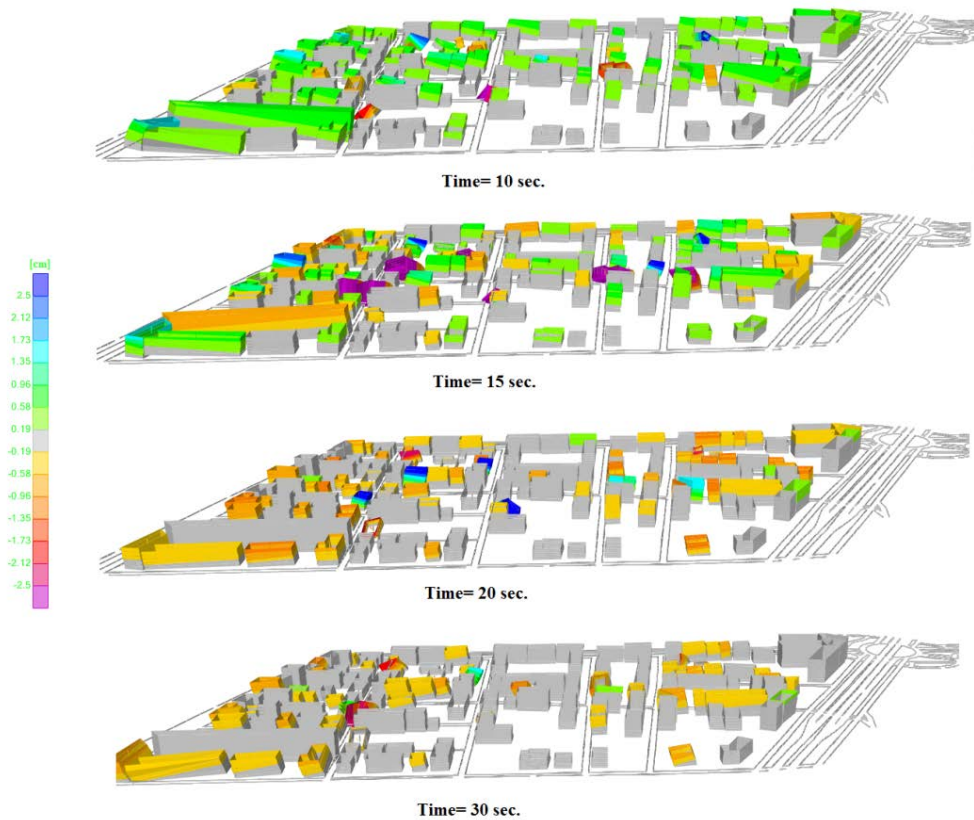 Time= 10 sec.
Time= 15 sec.
[cm]
2.5
2.12
1.73
1.35
0.96
0.58
0.19
-0.19
-0.58
-0.96
-1.35
-1.73
-2.12
-2.5
Time= 20 sec.
Time= 30 sec.